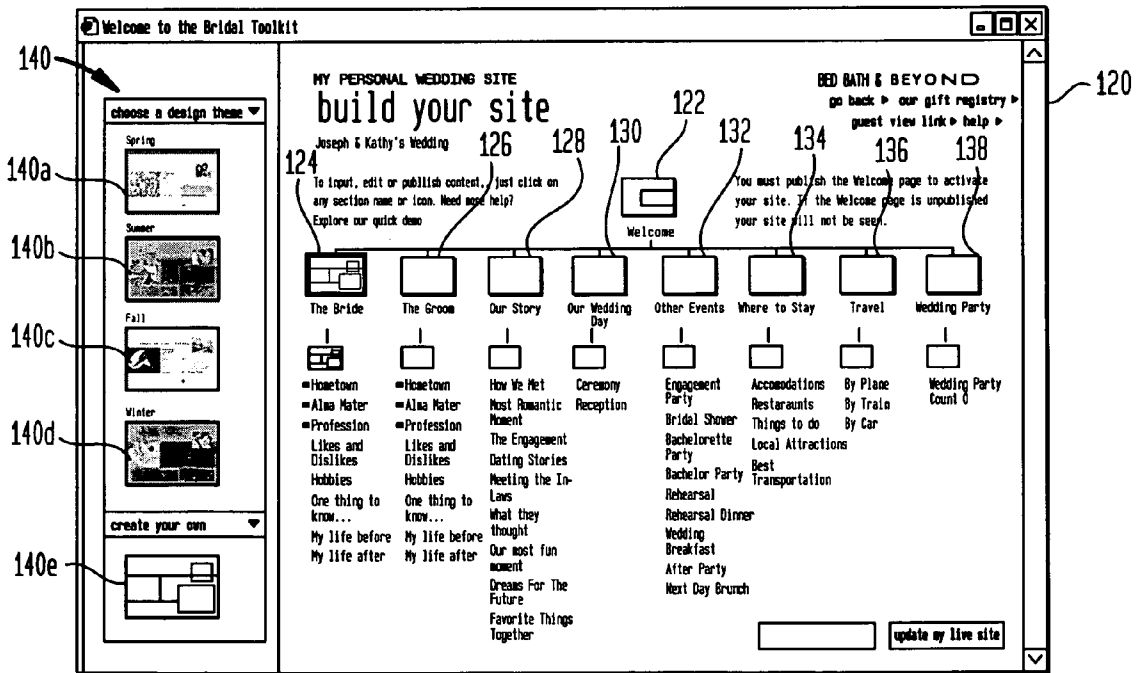 Welcome to the Bridal Toolkit
140
choose a design theme
Spring
140a
Summer
140b
Fall
140c
Winter
140d
create your own
140e
MY PERSONAL WEDDING SITE
build your site
Joseph & Kathy's Wedding
To input, edit or publlish content, just click on
any section name or icon. Need more help?
Explore our quick demo
BED BATH & BEYOND
go back our gift registry
guest view link help
120
You must publish the Welcome page to activate
your site. If the Welcome page is unpublished
your site will not be seen.
122
Welcome
124
126
128
130
132
134
136
138
The Bride
The Groom
Our Story
Our Wedding
Day
Other Events
Where to Stay
Travel
Wedding Party
Hometown
Alma Mater
Profession
Likes and
Dislikes
Hobbies
One thing to
know...
My life before
My life after
Hometown
Alma Mater
Profession
Likes and
Dislikes
Hobbies
One thing to
know...
My life before
My life after
How We Met
Most Romantic
Moment
The Engagement
Dating Stories
Meeting the In-
Laws
What they
thought
Our most fun
moment
Dreams For The
Future
Favorite Things
Together
Ceremony
Reception
Engagement
Party
Bridal Shower
Bachelorette
Party
Bachelor Party
Rehearsal
Rehearsal Dinner
Wedding
Breakfast
After Party
Next Day Brunch
Accomodations
Restaraunts
Things to do
Local Attractions
Best
Transportation
By Plane
By Train
By Car
Wedding Party
Count 0
update my live site